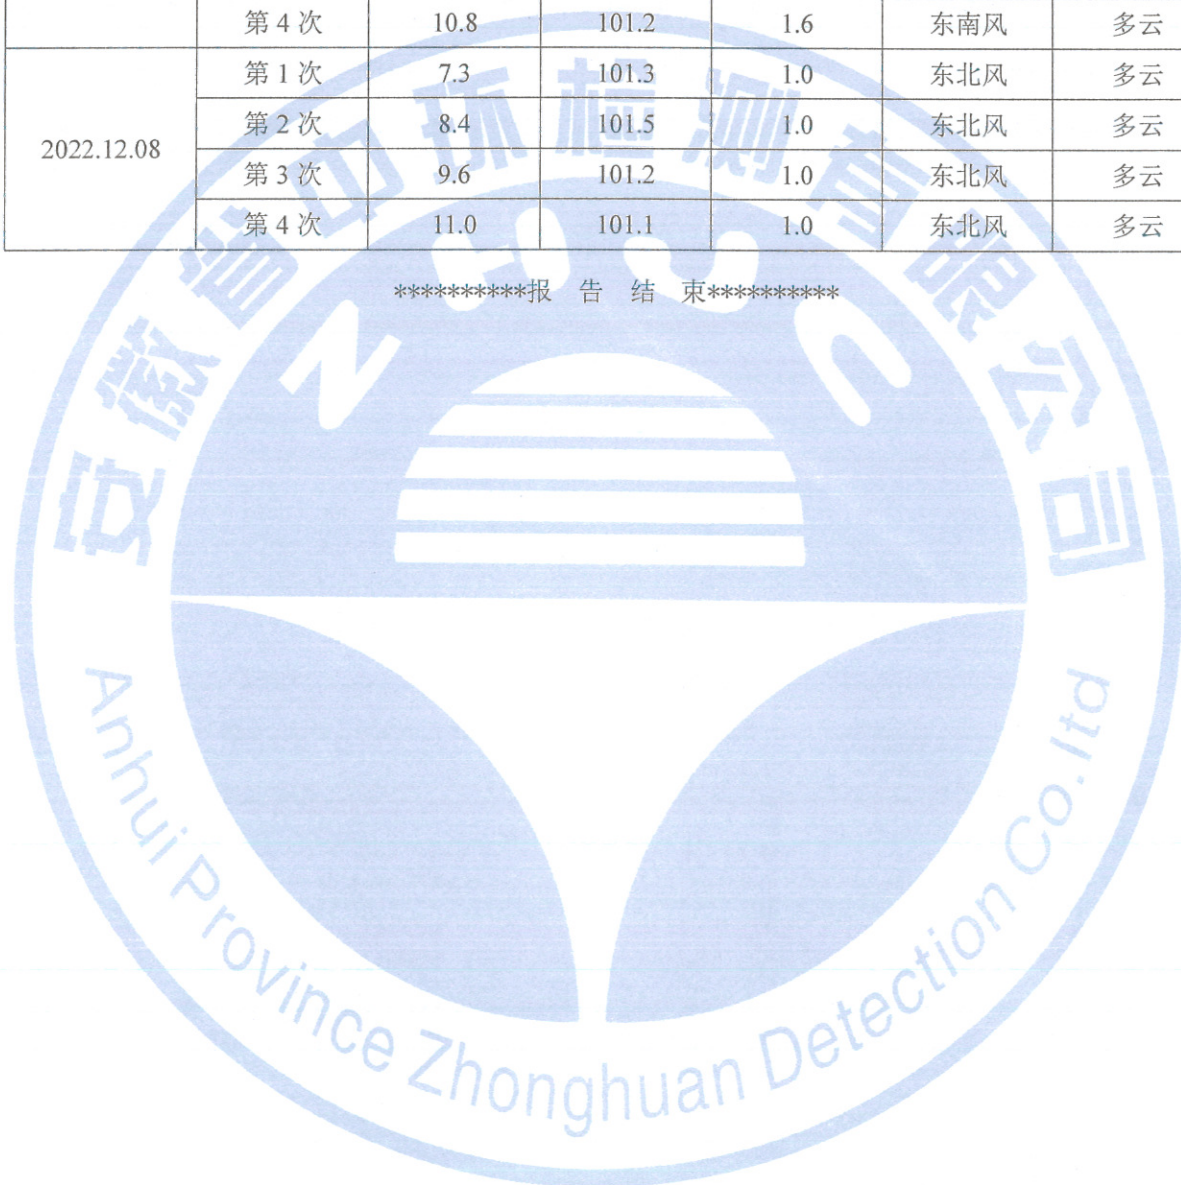 第 4 次 10.8 101.2 1.6 东南风 多云
2022.12.08 第 1 次 7.3 101.3 1.0 东北风 多云
第 2 次 8.4 101.5 1.0 东北风 多云
第 3 次 9.6 101.2 1.0 东北风 多云
第 4 次 11.0 101.1 1.0 东北风 多云
**********报 告 结 束**********
安徽省中环检测有限公司
ZHJC
Anhui Province Zhonghuan Detection Co.ltd